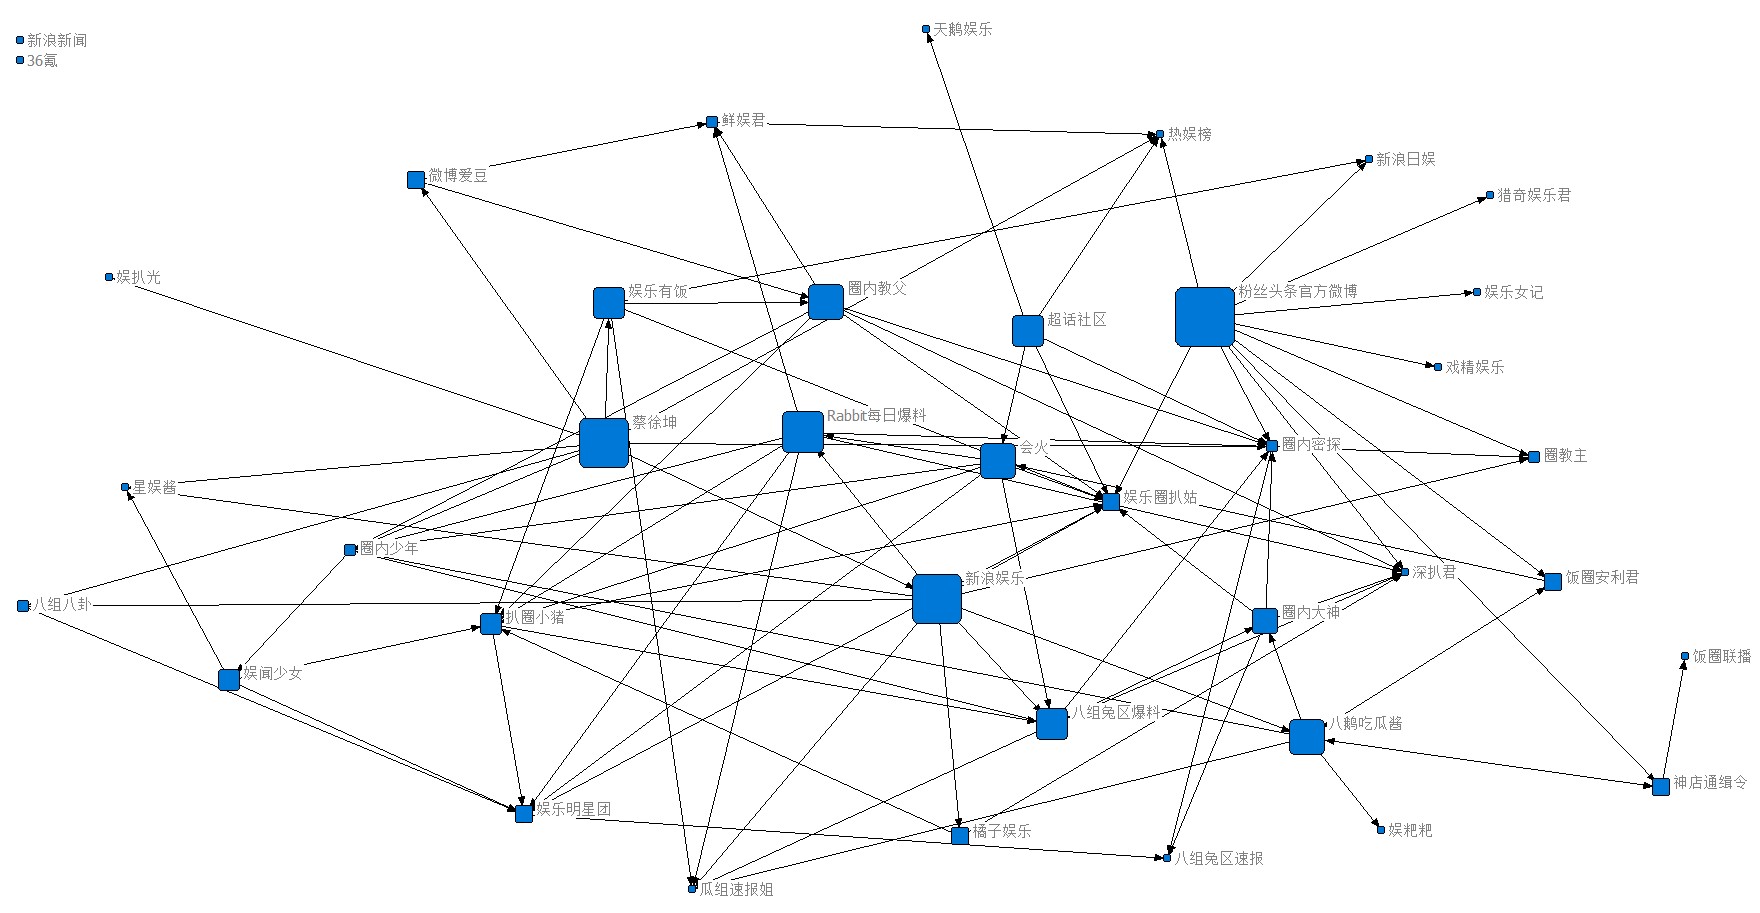 天鹅娱乐
新浪新闻
36氪
鲜娱君
热娱榜
新浪日娱
微博爱豆
猎奇娱乐君
娱扒光
娱乐有饭
圈内教父
粉丝头条官方微博
娱乐女记
超话社区
戏精娱乐
Rabbit每日爆料
蔡徐坤
会火
圈内密探
圈教主
星娱酱
娱乐圈扒姑
圈内少年
深扒君
新浪娱乐
饭圈安利君
八组八卦
扒圈小猪
圈内大神
饭圈联播
娱闻少女
八组兔区爆料
八鹅吃瓜酱
神店通缉令
娱乐明星团
橘子娱乐
娱粑粑
八组兔区速报
瓜组速报姐